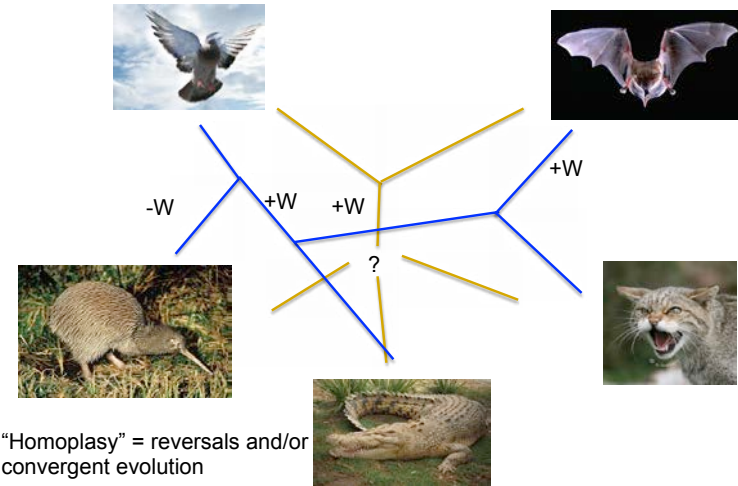 +W
-W
+W
+W
?
“Homoplasy” = reversals and/or
convergent evolution